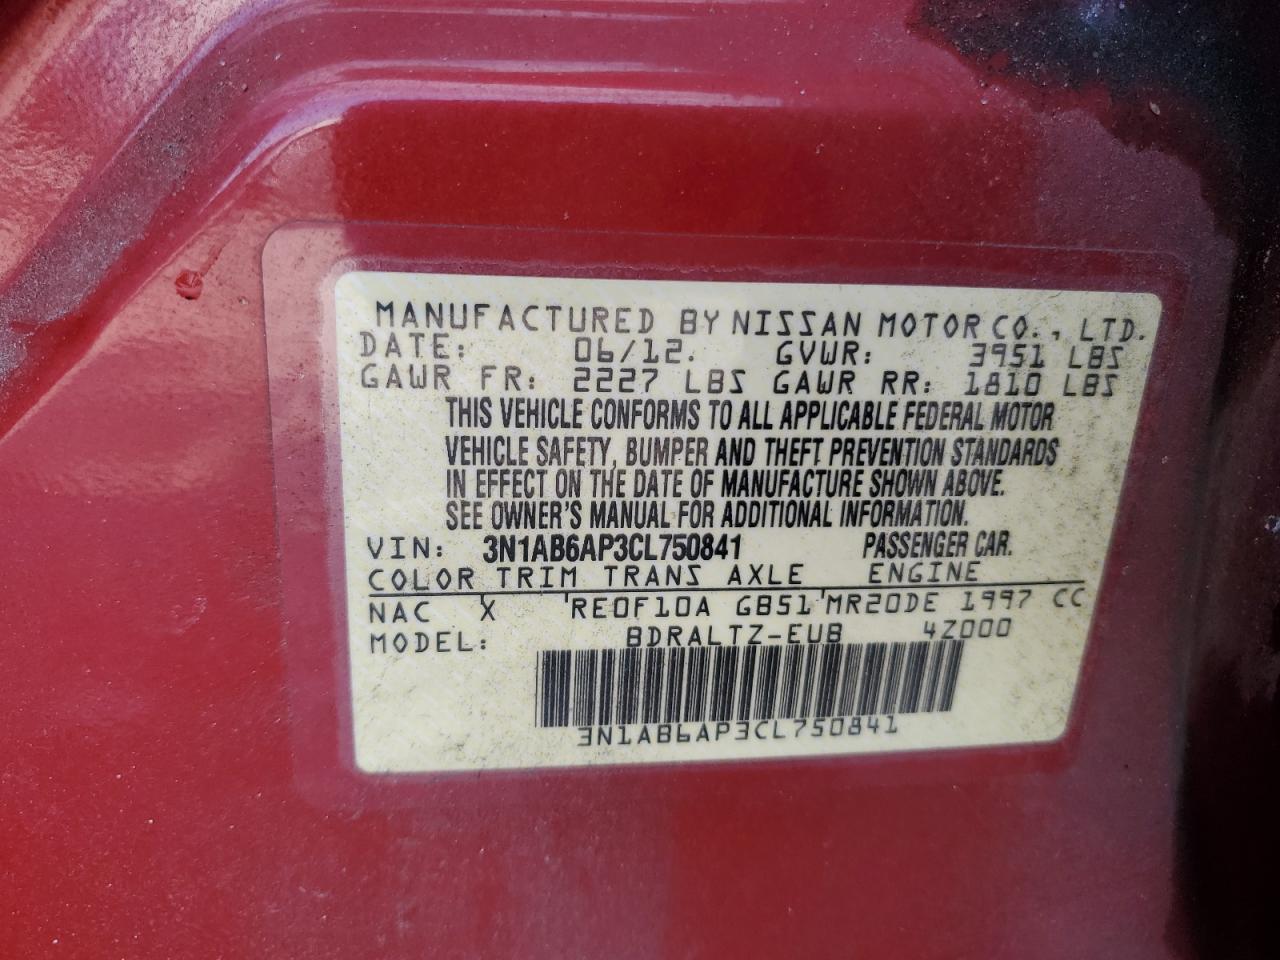 MANUFACTURED BY NISSAN MOTOR CO., LTD.
DATE: 06/12. GVWR: 3951 LBS
GAWR FR: 2227 LBS GAWR RR: 1810 LBS
THIS VEHICLE CONFORMS TO ALL APPLICABLE FEDERAL MOTOR
VEHICLE SAFETY, BUMPER AND THEFT PREVENTION STANDARDS
IN EFFECT ON THE DATE OF MANUFACTURE SHOWN ABOVE.
SEE OWNER'S MANUAL FOR ADDITIONAL INFORMATION.
VIN: 3N1AB6AP3CL750841 PASSENGER CAR.
COLOR TRIM TRANS AXLE ENGINE
NAC X RE0F10A GB51 MR20DE 1997 CC
MODEL: BDRALTZ-EUB 4Z000
3N1AB6AP3CL750841